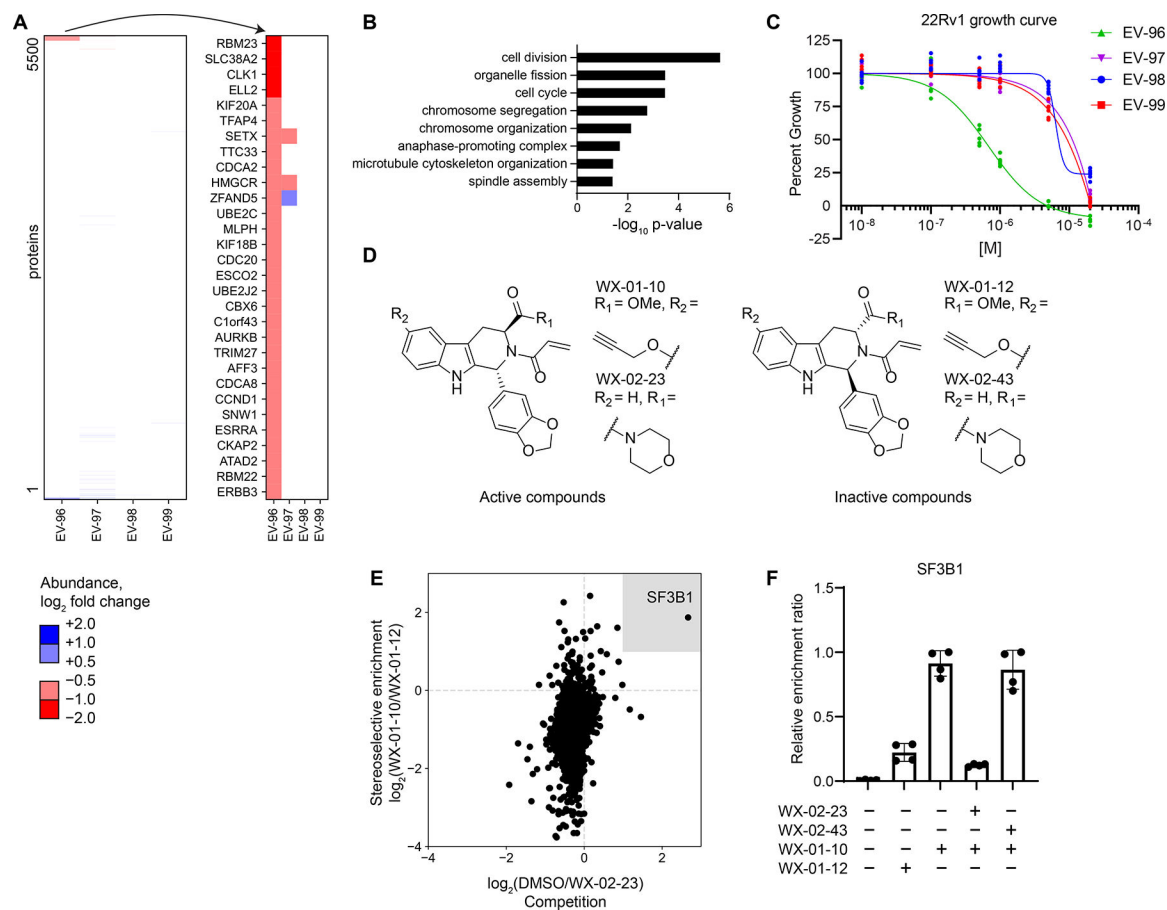 A
5500
proteins
1
EV-96
EV-97
EV-98
EV-99
RBM23
SLC38A2
CLK1
ELL2
KIF20A
TFAP4
SETX
TTC33
CDCA2
HMGCR
ZFAND5
UBE2C
MLPH
KIF18B
CDC20
ESCO2
UBE2J2
CBX6
C1orf43
AURKB
TRIM27
AFF3
CDCA8
CCND1
SNW1
ESRRA
CKAP2
ATAD2
RBM22
ERBB3
EV-96
EV-97
EV-98
EV-99
Abundance,
log2 fold change
+2.0
+1.0
+0.5
−0.5
−1.0
−2.0
B
cell division
organelle fission
cell cycle
chromosome segregation
chromosome organization
anaphase-promoting complex
microtubule cytoskeleton organization
spindle assembly
0 2 4 6
-log10 p-value
C
22Rv1 growth curve
125
100
75
50
25
0
-25
Percent Growth
10-8 10-7 10-6 10-5 10-4
[M]
EV-96
EV-97
EV-98
EV-99
D
R2
O
R1
N
O
N
H
O
O
WX-01-10
R1 = OMe, R2 =
O
WX-02-23
R2 = H, R1 =
N
O
Active compounds
R2
O
R1
N
O
N
H
O
O
WX-01-12
R1 = OMe, R2 =
O
WX-02-43
R2 = H, R1 =
N
O
Inactive compounds
E
Stereoselective enrichment
log2(WX-01-10/WX-01-12)
2
0
−2
−4
SF3B1
−4 −2 0 2
log2(DMSO/WX-02-23)
Competition
F
SF3B1
Relative enrichment ratio
1.5
1.0
0.5
0.0
WX-02-23 − − − + −
WX-02-43 − − − − +
WX-01-10 − − + + +
WX-01-12 − + − − −